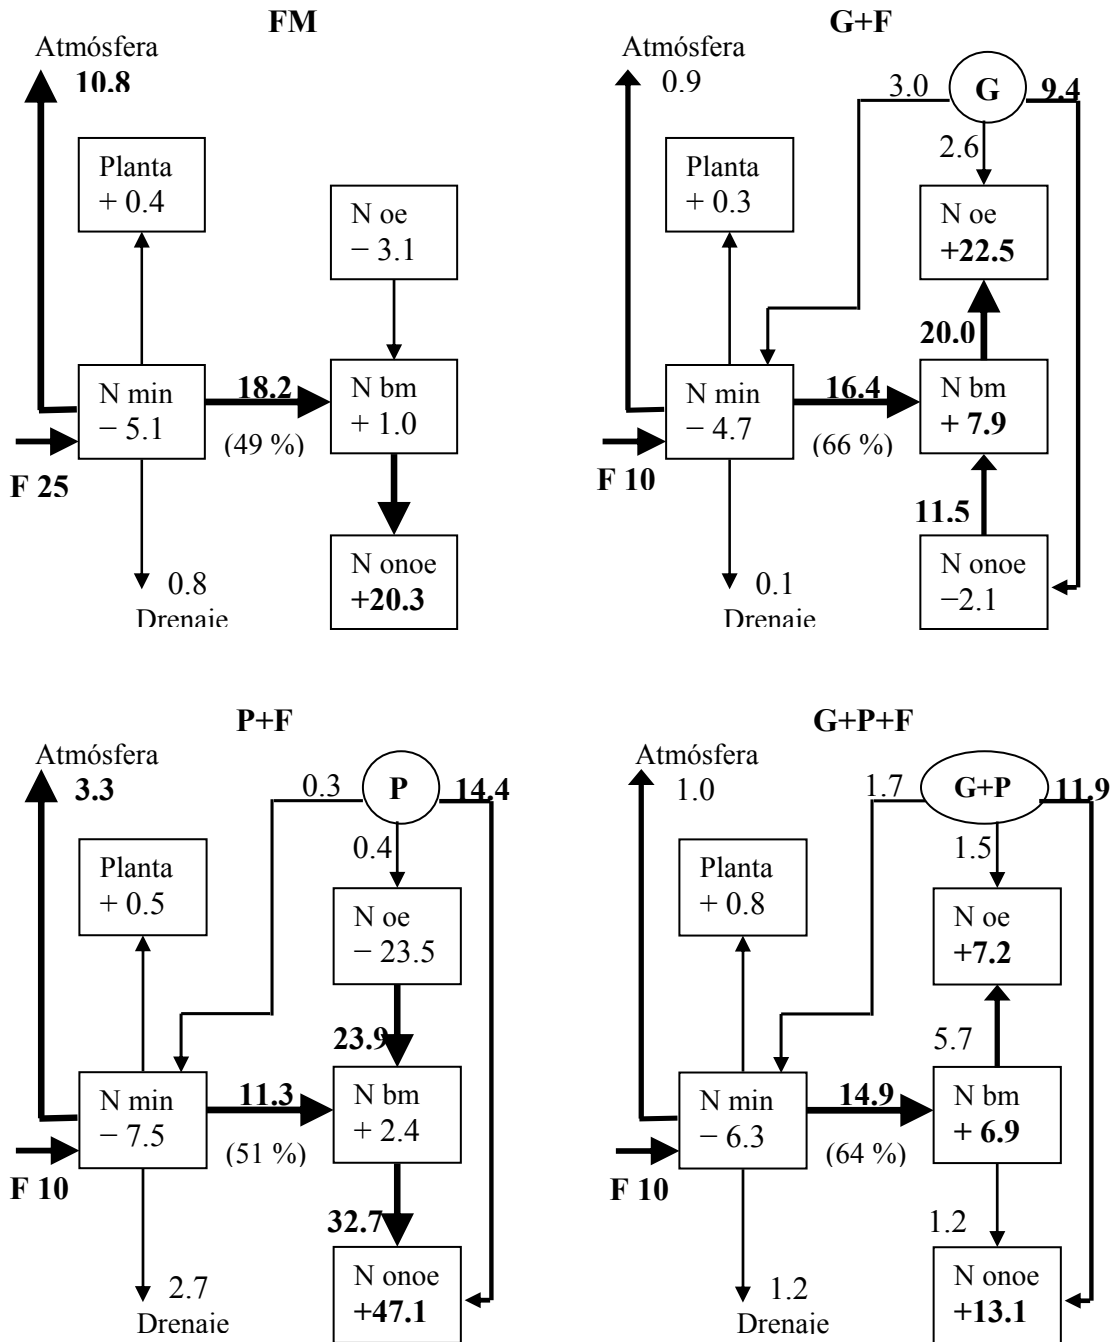 FM
Atmósfera
10.8
Planta
+ 0.4
N oe
− 3.1
N min
− 5.1
18.2
(49 %)
N bm
+ 1.0
F 25
N onoe
+20.3
0.8
Drenaje
G+F
Atmósfera
0.9
3.0
G
9.4
2.6
Planta
+ 0.3
N oe
+22.5
20.0
N min
− 4.7
16.4
(66 %)
N bm
+ 7.9
F 10
11.5
N onoe
−2.1
0.1
Drenaje
P+F
Atmósfera
3.3
0.3
P
14.4
0.4
Planta
+ 0.5
N oe
− 23.5
23.9
N min
− 7.5
11.3
(51 %)
N bm
+ 2.4
F 10
32.7
N onoe
+47.1
2.7
Drenaje
G+P+F
Atmósfera
1.0
1.7
G+P
11.9
1.5
Planta
+ 0.8
N oe
+7.2
5.7
N min
− 6.3
14.9
(64 %)
N bm
+ 6.9
F 10
1.2
N onoe
+13.1
1.2
Drenaje